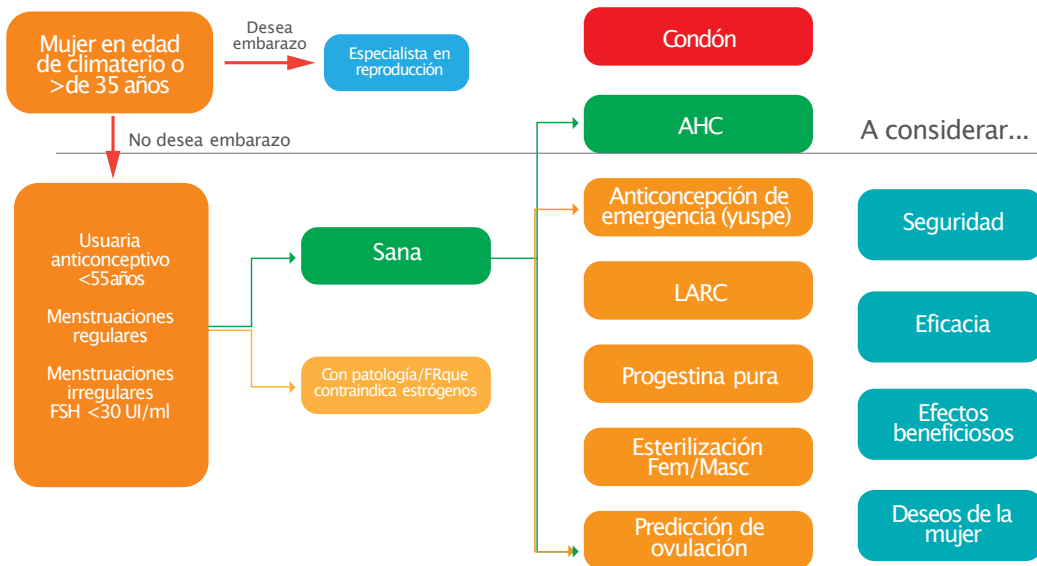 Mujer en edad
de climaterio o
>de 35 años
Desea
embarazo
Especialista en
reproducción
No desea embarazo
Usuaria
anticonceptivo
<55años
Menstruaciones
regulares
Menstruaciones
irregulares
FSH <30 UI/ml
Sana
Con patología/FRque
contraindica estrógenos
Condón
AHC
Anticoncepción de
emergencia (yuspe)
LARC
Progestina pura
Esterilización
Fem/Masc
Predicción de
ovulación
A considerar...
Seguridad
Eficacia
Efectos
beneficiosos
Deseos de la
mujer